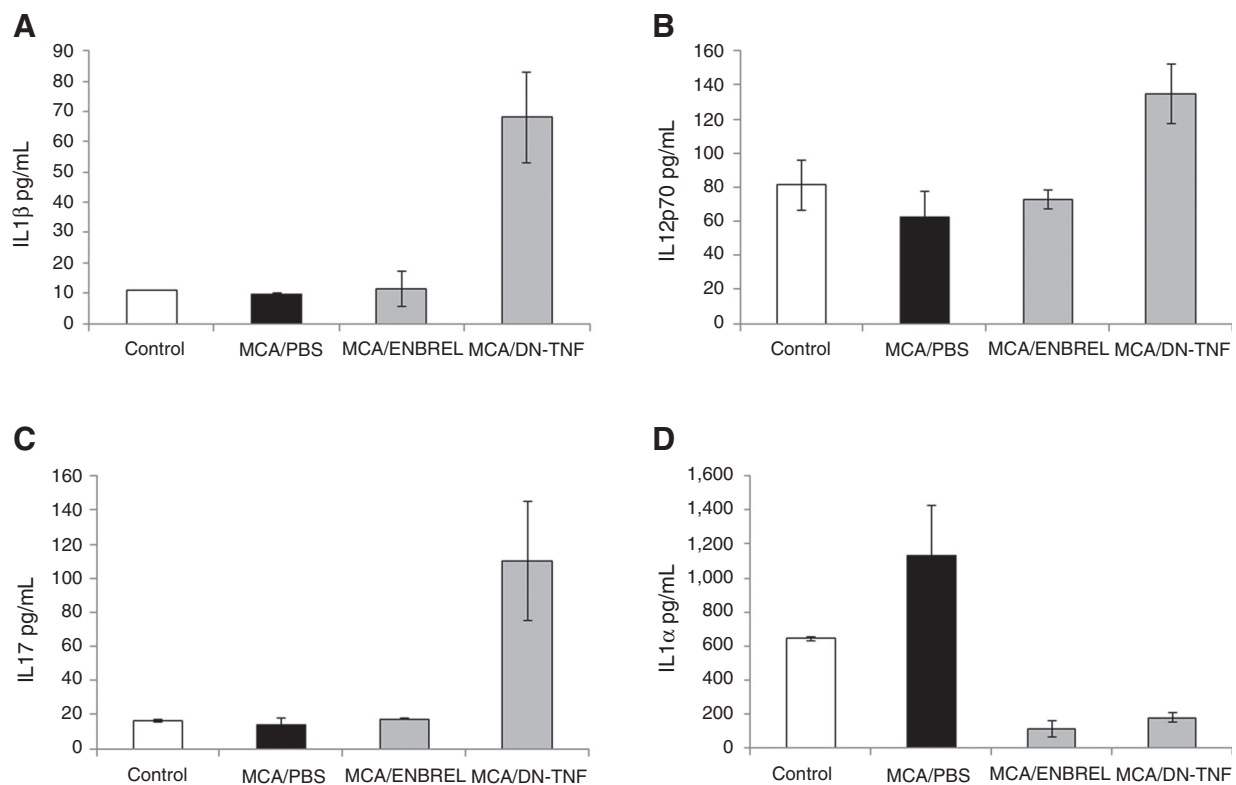 A
IL1β pg/mL
90
80
70
60
50
40
30
20
10
0
Control
MCA/PBS
MCA/ENBREL
MCA/DN-TNF
B
IL12p70 pg/mL
160
140
120
100
80
60
40
20
0
Control
MCA/PBS
MCA/ENBREL
MCA/DN-TNF
C
IL17 pg/mL
160
140
120
100
80
60
40
20
0
Control
MCA/PBS
MCA/ENBREL
MCA/DN-TNF
D
IL1α pg/mL
1,600
1,400
1,200
1,000
800
600
400
200
0
Control
MCA/PBS
MCA/ENBREL
MCA/DN-TNF